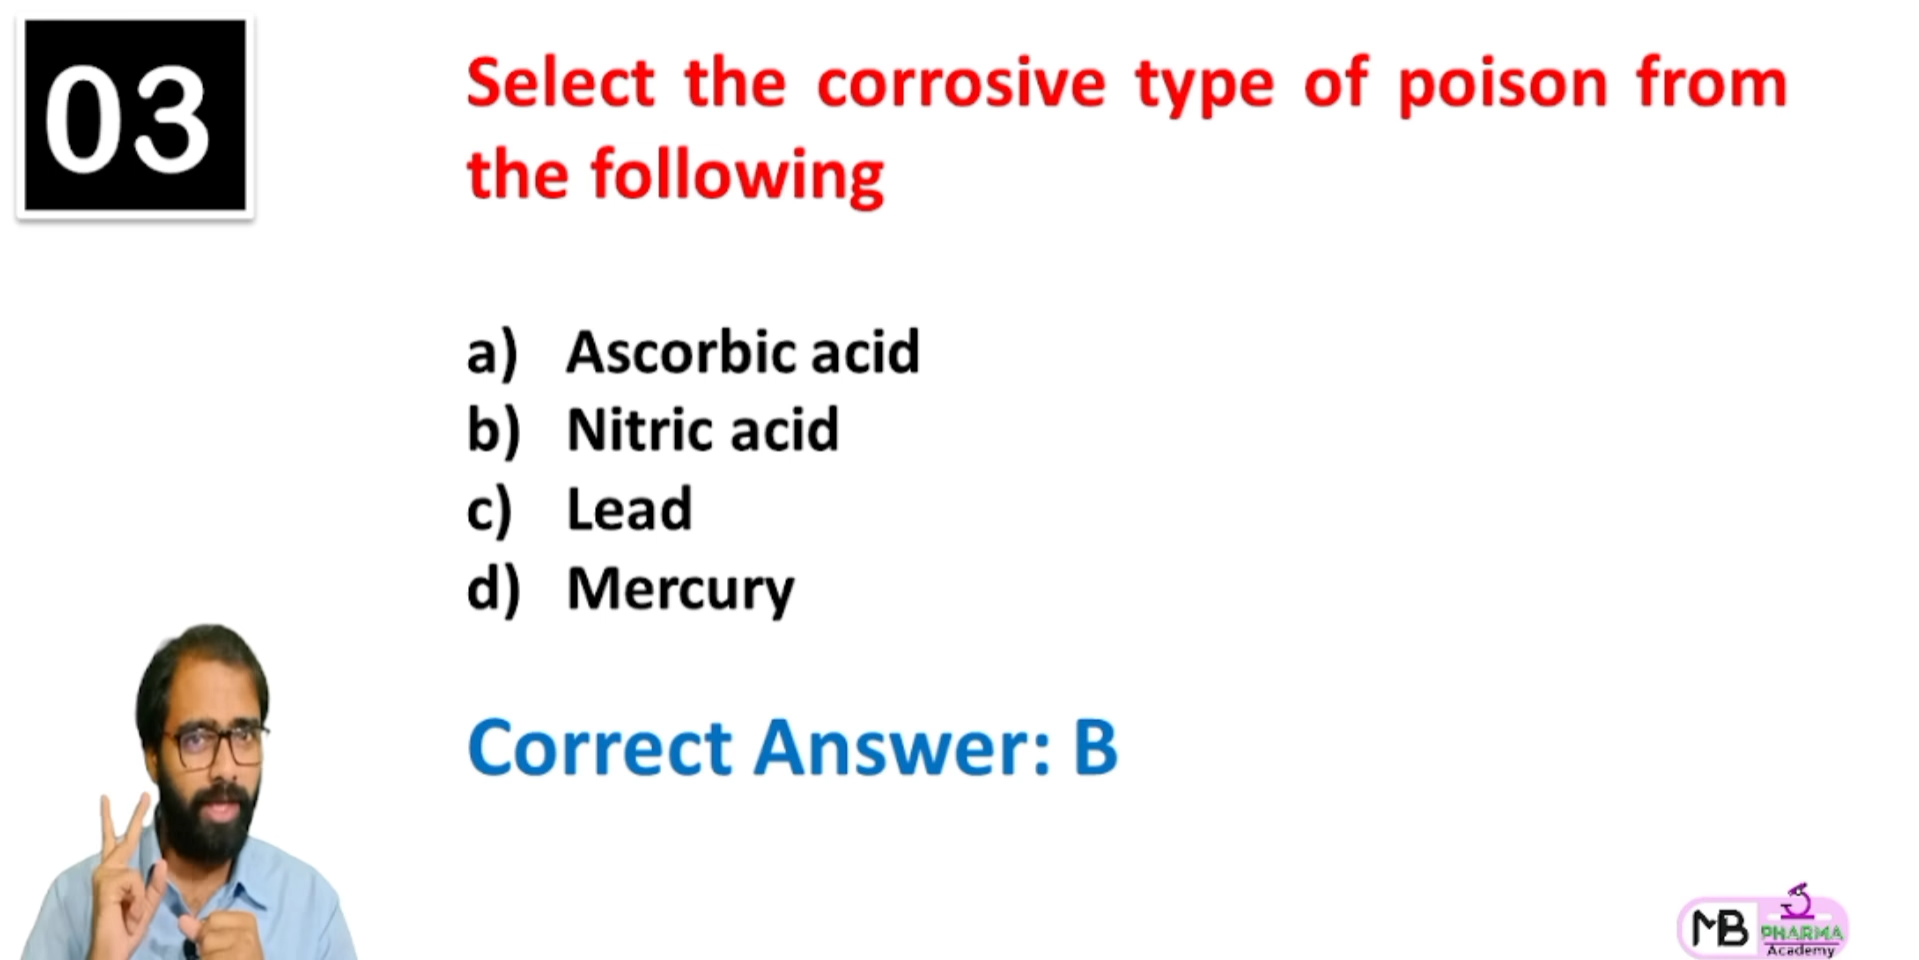 03
Select the corrosive type of poison from
the following
a) Ascorbic acid
b) Nitric acid
c) Lead
d) Mercury
Correct Answer: B
MB
PHARMA
Academy